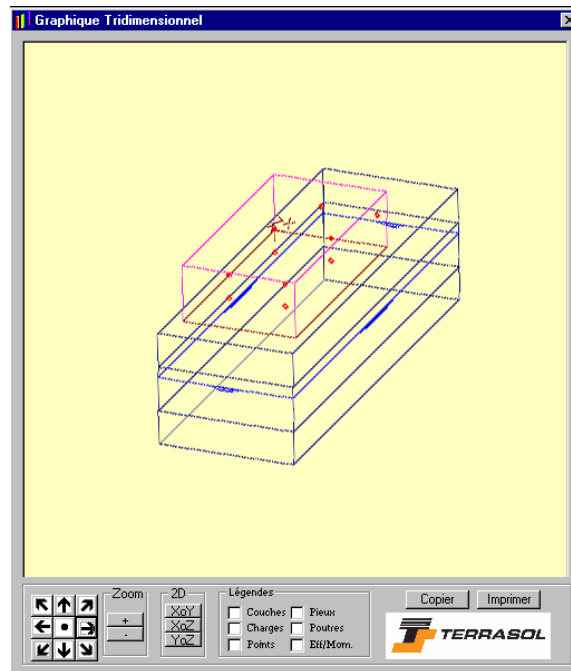 Graphique Tridimensionnel
Zoom
+
-
2D
XoY
XoZ
YoZ
Légendes
Couches
Pieux
Charges
Poutres
Points
Eff/Mom.
Copier
Imprimer
TERRASOL